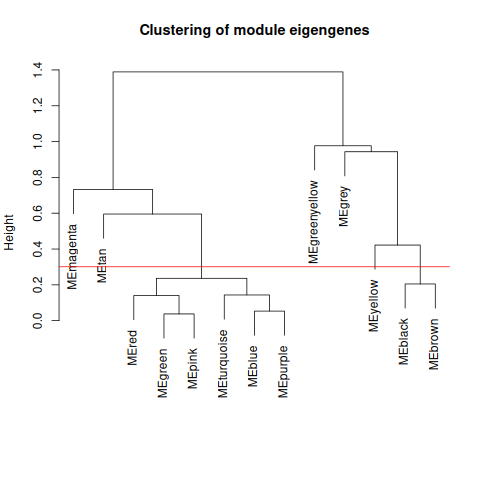 Clustering of module eigengenes
Height
1.4
1.2
1.0
0.8
0.6
0.4
0.2
0.0
MEmagenta
MEtan
MEred
MEgreen
MEpink
MEturquoise
MEblue
MEpurple
MEgreenyellow
MEgrey
MEyellow
MEblack
MEbrown